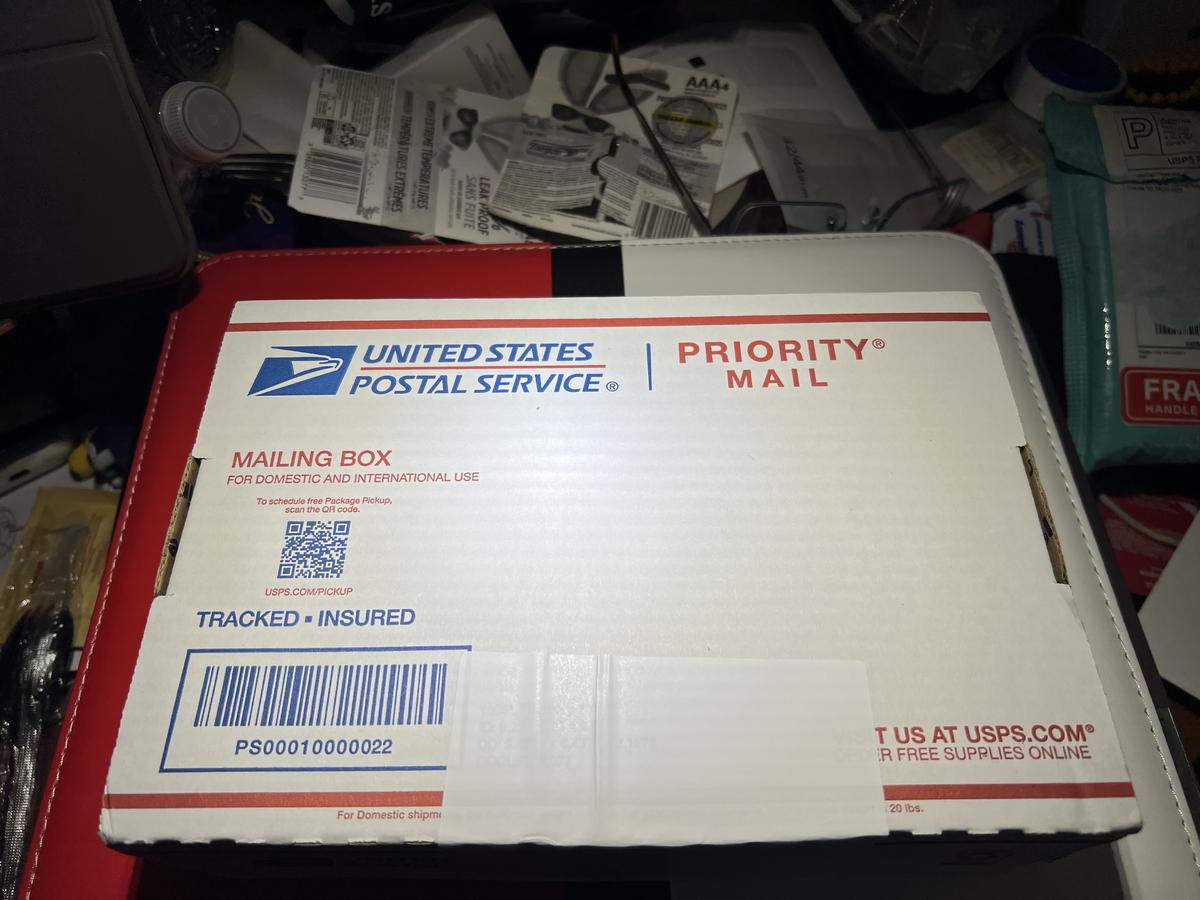 AAA4
EXTREME TEMPERATURES
TEMPÉRATURES EXTRÊMES
LEAK PROOF
SANS FUITE
P
USPS
UNITED STATES
POSTAL SERVICE®
PRIORITY®
MAIL
FRA
HANDLE
MAILING BOX
FOR DOMESTIC AND INTERNATIONAL USE
To schedule free Package Pickup,
scan the QR code.
USPS.COM/PICKUP
TRACKED ▪ INSURED
PS00010000022
T US AT USPS.COM®
ER FREE SUPPLIES ONLINE
For Domestic shipme
20 lbs.